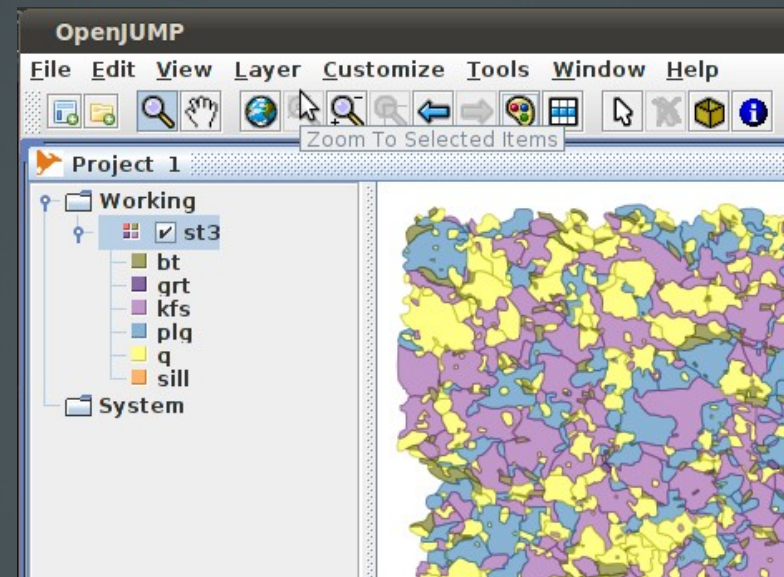 OpenJUMP
File Edit View Layer Customize Tools Window Help
Zoom To Selected Items
Project 1
Working
st3
bt
grt
kfs
plg
q
sill
System